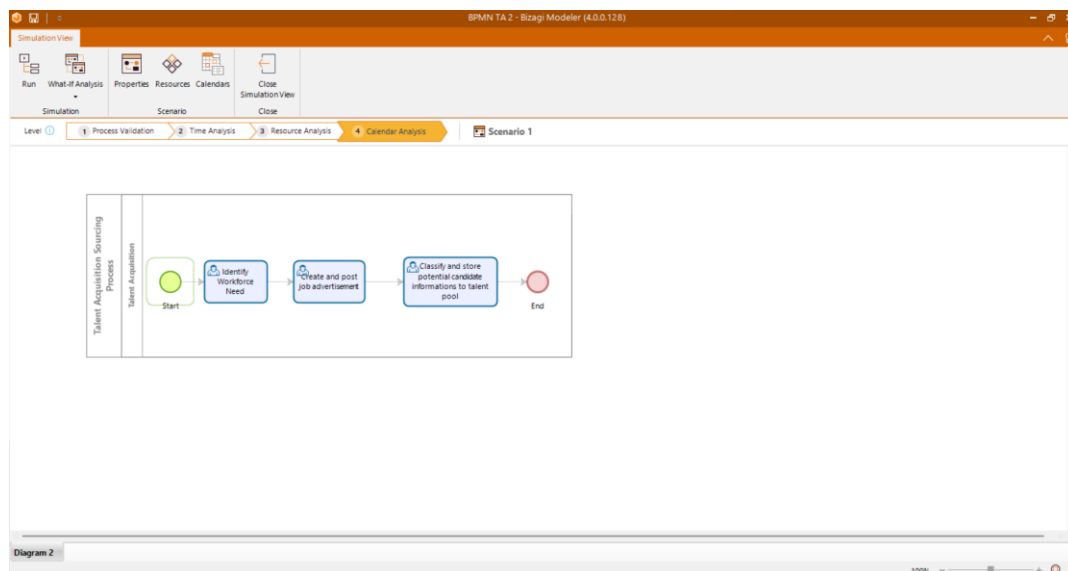 BPMN TA 2 - Bizagi Modeler (4.0.0.128)
Simulation View
Run
What-If Analysis
Properties
Resources
Calendars
Close
Simulation View
Simulation
Scenario
Close
Level
1 Process Validation
2 Time Analysis
3 Resource Analysis
4 Calendar Analysis
Scenario 1
Talent Acquisition Sourcing
Process
Talent Acquisition
Start
Identify
Workforce
Need
Create and post
job advertisement
Classify and store
potential candidate
informations to talent
pool
End
Diagram 2
100%